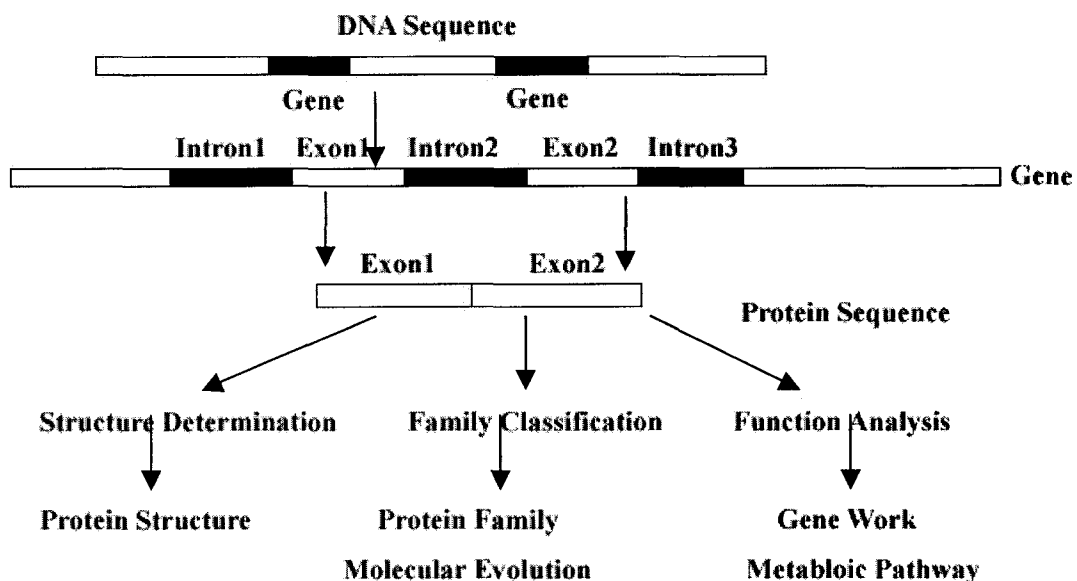 DNA Sequence
Gene Gene
Intron1 Exon1 Intron2 Exon2 Intron3
Gene
Exon1 Exon2
Protein Sequence
Structure Determination Family Classification Function Analysis
Protein Structure Protein Family Gene Work
Molecular Evolution Metabloic Pathway